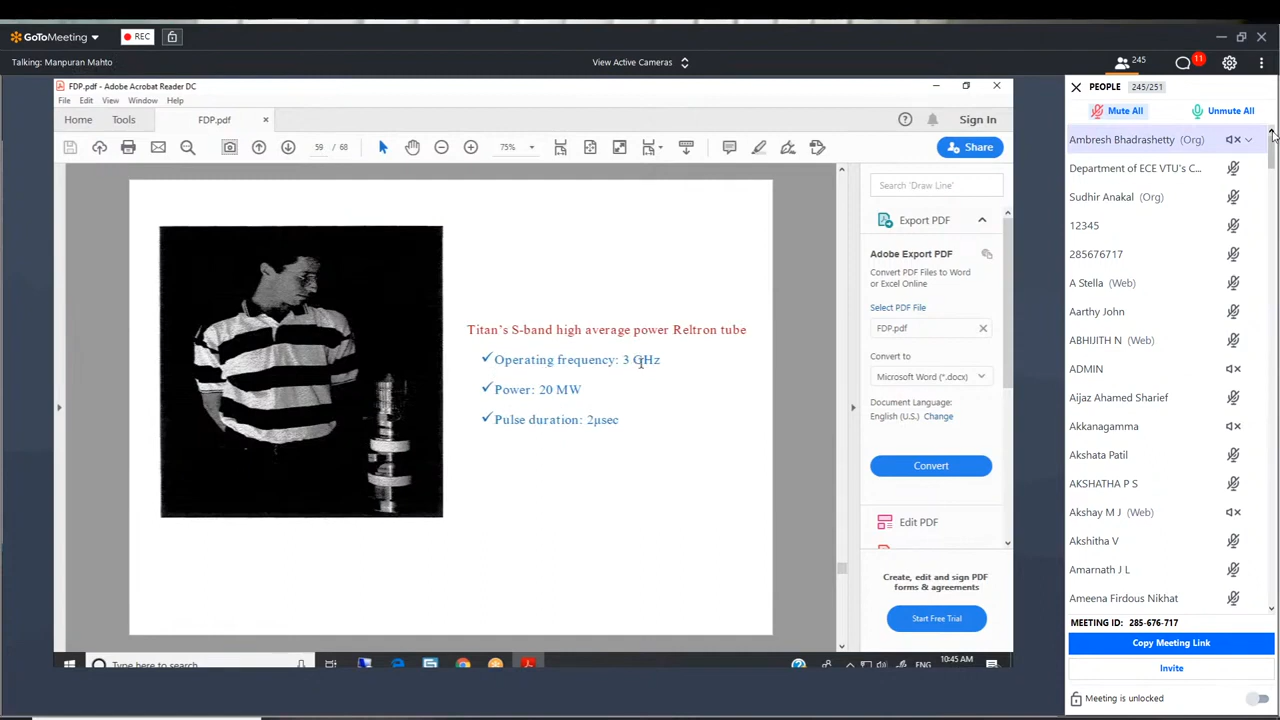 GoToMeeting
REC
Talking: Manpuran Mahto
View Active Cameras
245
11
FDP.pdf - Adobe Acrobat Reader DC
File Edit View Window Help
Home Tools FDP.pdf Sign In
59 / 68
75%
Share
Titan's S-band high average power Reltron tube
Operating frequency: 3 GHz
Power: 20 MW
Pulse duration: 2μsec
Search 'Draw Line'
Export PDF
Adobe Export PDF
Convert PDF Files to Word
or Excel Online
Select PDF File
FDP.pdf
Convert to
Microsoft Word (*.docx)
Document Language:
English (U.S.) Change
Convert
Edit PDF
Create, edit and sign PDF
forms & agreements
Start Free Trial
Type here to search
ENG
10:45 AM
PEOPLE 245/251
Mute All
Unmute All
Ambresh Bhadrashetty (Org)
Department of ECE VTU's C...
Sudhir Anakal (Org)
12345
285676717
A Stella (Web)
Aarthy John
ABHIJITH N (Web)
ADMIN
Aijaz Ahamed Sharief
Akkanagamma
Akshata Patil
AKSHATHA P S
Akshay M J (Web)
Akshitha V
Amarnath J L
Ameena Firdous Nikhat
MEETING ID: 285-676-717
Copy Meeting Link
Invite
Meeting is unlocked